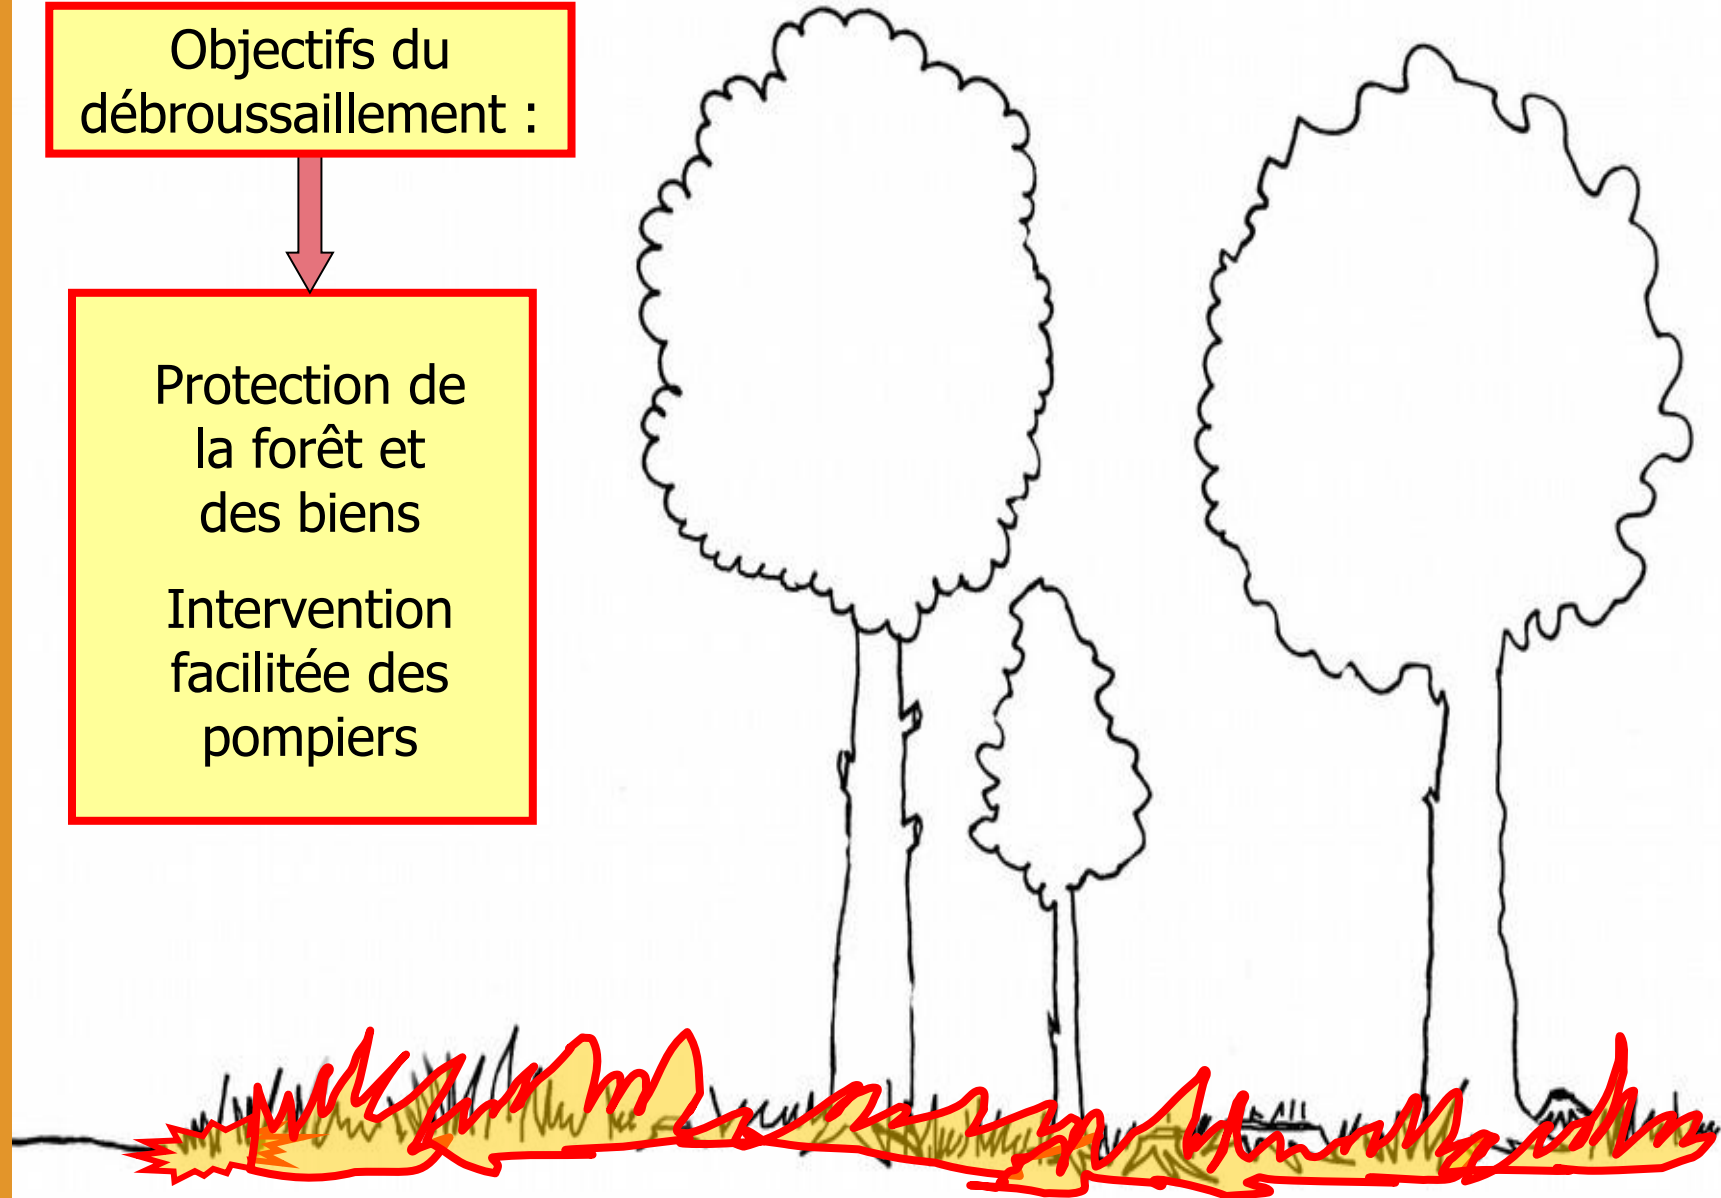 Objectifs du
débroussaillement :
Protection de
la forêt et
des biens
Intervention
facilitée des
pompiers